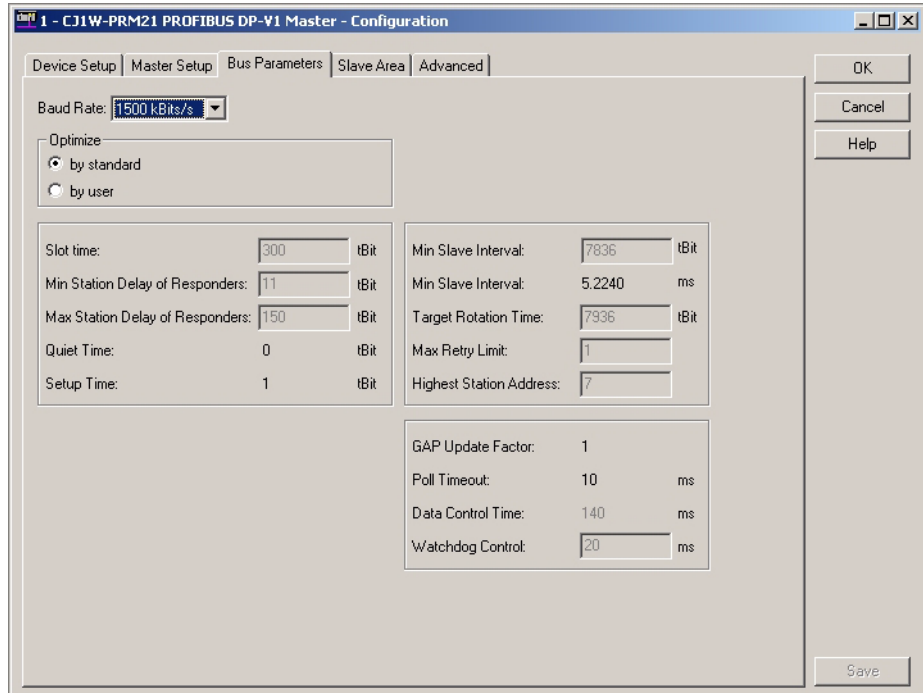 1 - CJ1W-PRM21 PROFIBUS DP-V1 Master - Configuration
Device Setup Master Setup Bus Parameters Slave Area Advanced
OK
Cancel
Help
Baud Rate: 1500 kBits/s
Optimize
by standard
by user
Slot time: 300 tBit
Min Station Delay of Responders: 11 tBit
Max Station Delay of Responders: 150 tBit
Quiet Time: 0 tBit
Setup Time: 1 tBit
Min Slave Interval: 7836 tBit
Min Slave Interval: 5.2240 ms
Target Rotation Time: 7936 tBit
Max Retry Limit: 1
Highest Station Address: 7
GAP Update Factor: 1
Poll Timeout: 10 ms
Data Control Time: 140 ms
Watchdog Control: 20 ms
Save